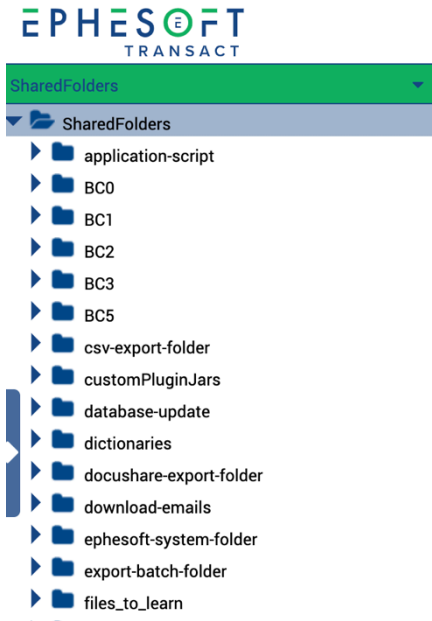 EPHESOFT
TRANSACT
SharedFolders
SharedFolders
application-script
BC0
BC1
BC2
BC3
BC5
csv-export-folder
customPluginJars
database-update
dictionaries
docushare-export-folder
download-emails
ephesoft-system-folder
export-batch-folder
files_to_learn